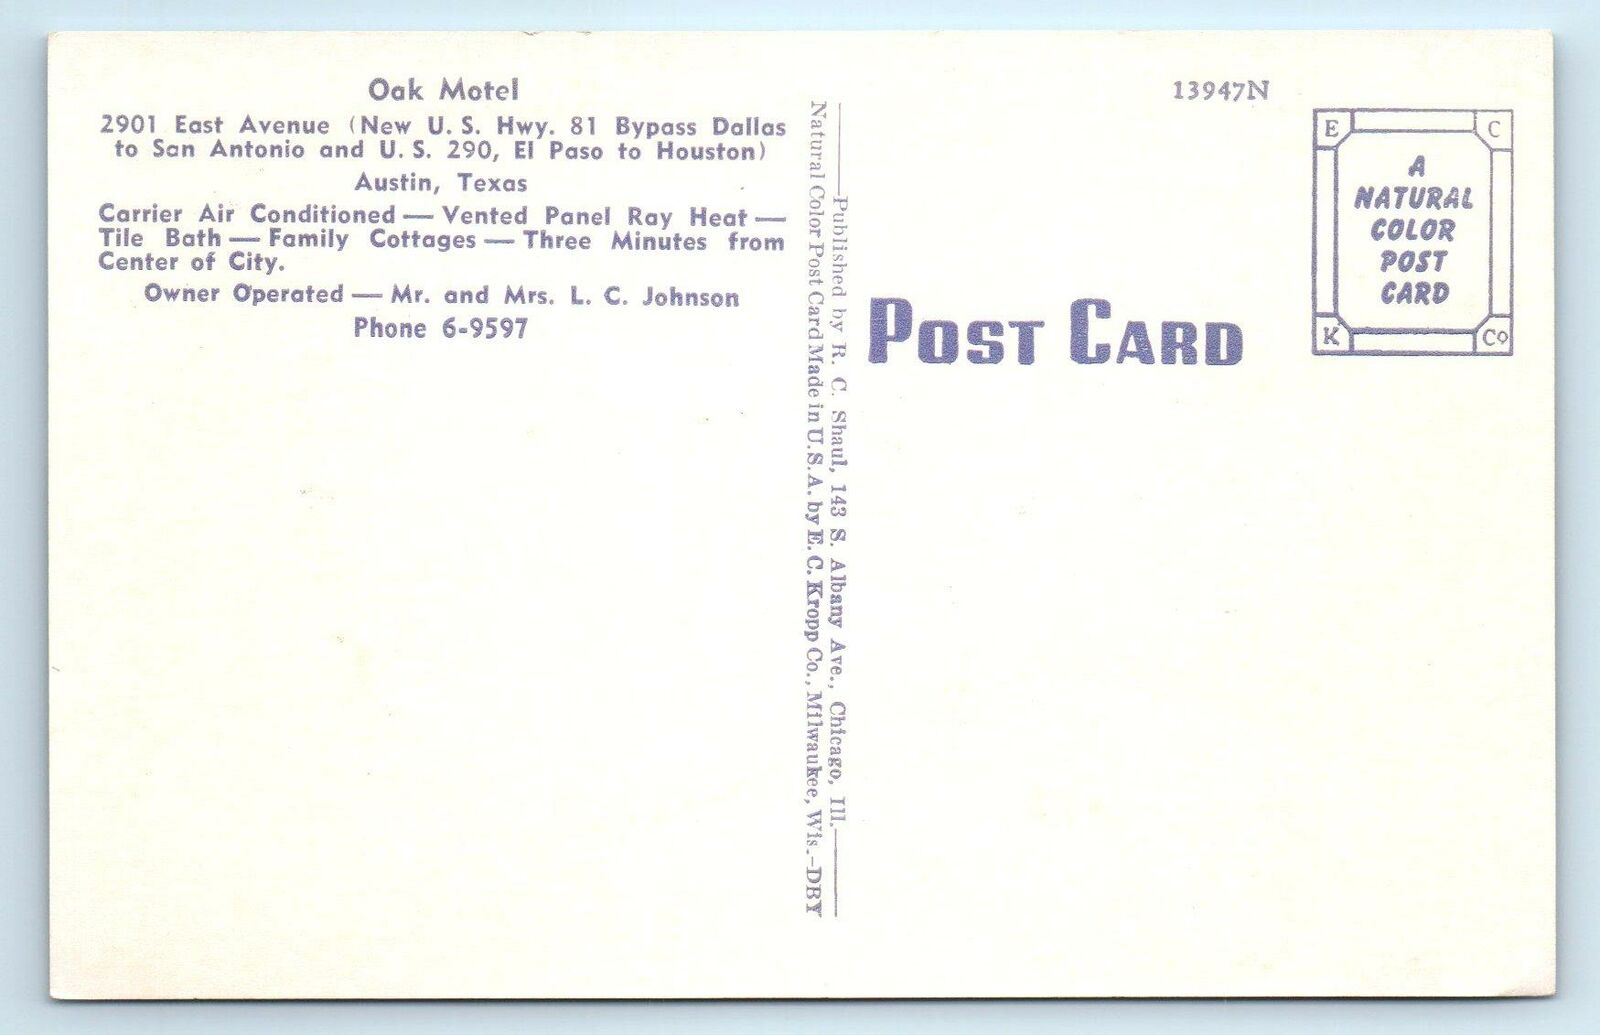 Oak Motel
2901 East Avenue (New U. S. Hwy. 81 Bypass Dallas
to San Antonio and U. S. 290, El Paso to Houston)
Austin, Texas
Carrier Air Conditioned — Vented Panel Ray Heat —
Tile Bath — Family Cottages — Three Minutes from
Center of City.
Owner Operated — Mr. and Mrs. L. C. Johnson
Phone 6-9597
Published by R. C. Shaul, 143 S. Albany Ave., Chicago, Ill.
Natural Color Post Card Made in U. S. A. by E. C. Kropp Co., Milwaukee, Wis.-DBY
POST CARD
13947N
E C
A
NATURAL
COLOR
POST
CARD
K Co